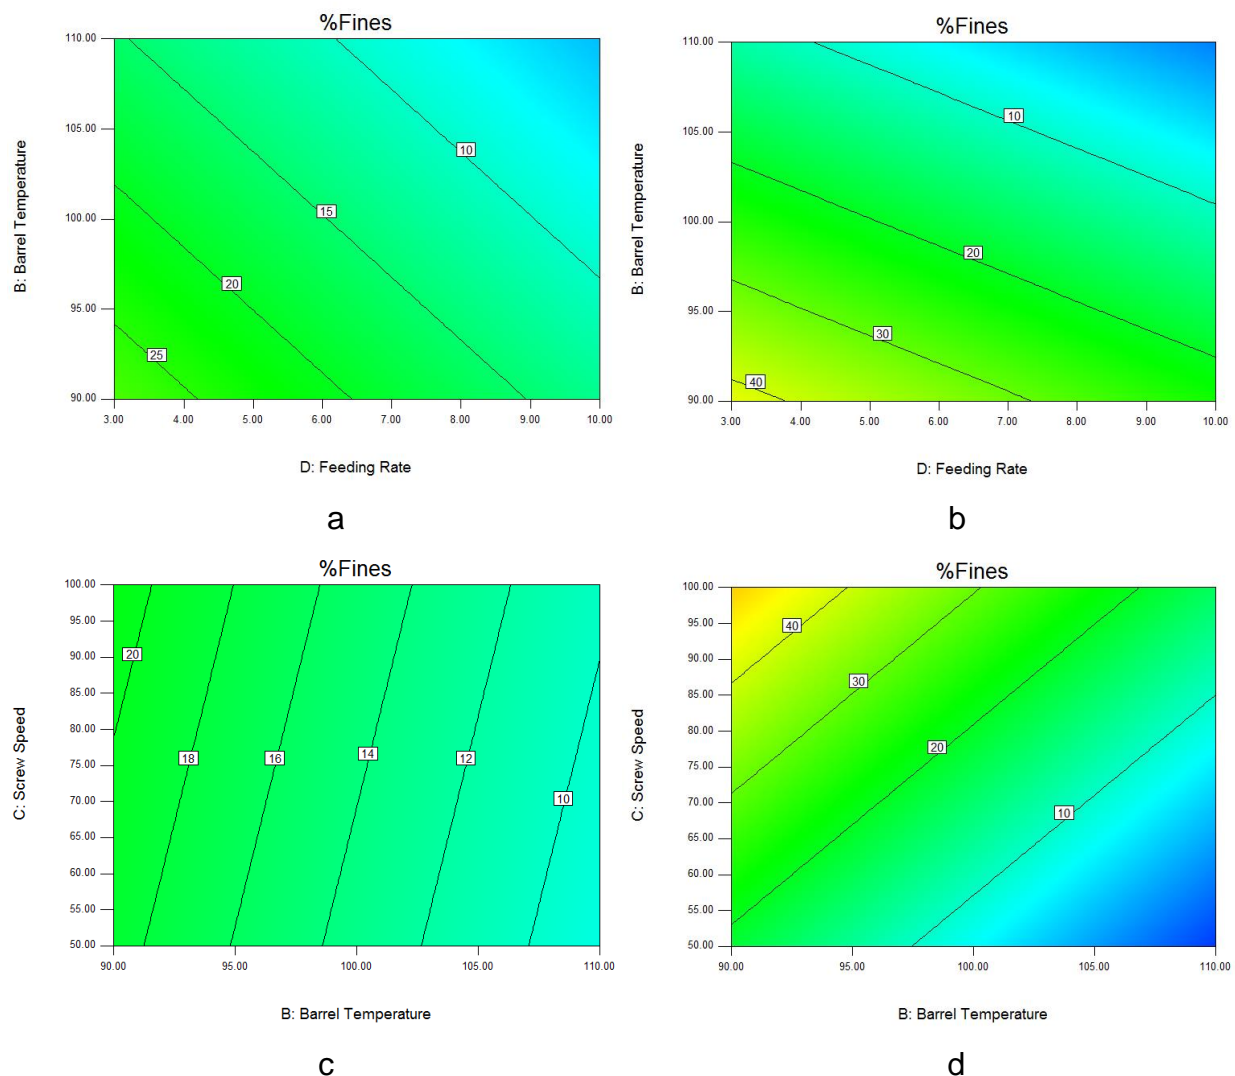 %Fines
110.00
105.00
100.00
95.00
90.00
B: Barrel Temperature
10
15
20
25
3.00 4.00 5.00 6.00 7.00 8.00 9.00 10.00
D: Feeding Rate
a
%Fines
110.00
105.00
100.00
95.00
90.00
B: Barrel Temperature
10
20
30
40
3.00 4.00 5.00 6.00 7.00 8.00 9.00 10.00
D: Feeding Rate
b
%Fines
100.00
95.00
90.00
85.00
80.00
75.00
70.00
65.00
60.00
55.00
50.00
C: Screw Speed
20
18 16 14 12
10
90.00 95.00 100.00 105.00 110.00
B: Barrel Temperature
c
%Fines
100.00
95.00
90.00
85.00
80.00
75.00
70.00
65.00
60.00
55.00
50.00
C: Screw Speed
40
30
20
10
90.00 95.00 100.00 105.00 110.00
B: Barrel Temperature
d